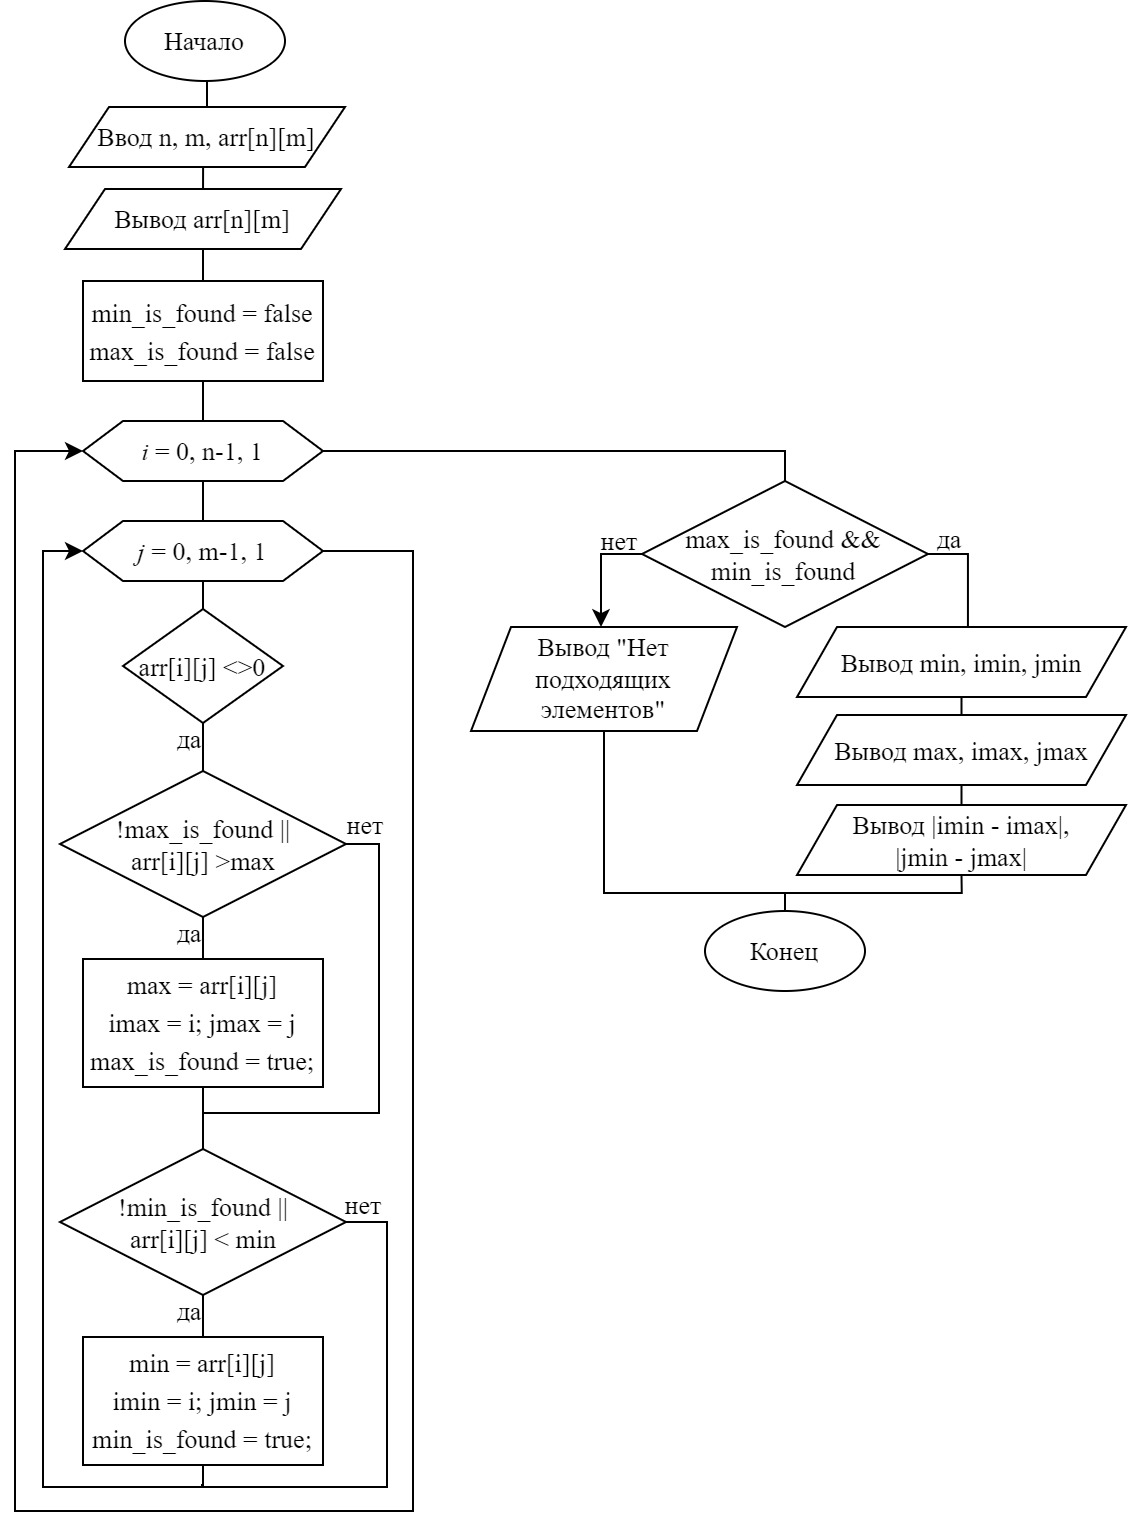 Начало
Ввод n, m, arr[n][m]
Вывод arr[n][m]
min_is_found = false
max_is_found = false
i = 0, n-1, 1
j = 0, m-1, 1
arr[i][j] <>0
да
!max_is_found ||
arr[i][j] >max
нет
да
max = arr[i][j]
imax = i; jmax = j
max_is_found = true;
!min_is_found ||
arr[i][j] < min
нет
да
min = arr[i][j]
imin = i; jmin = j
min_is_found = true;
max_is_found &&
min_is_found
нет
да
Вывод "Нет
подходящих
элементов"
Вывод min, imin, jmin
Вывод max, imax, jmax
Вывод |imin - imax|,
|jmin - jmax|
Конец